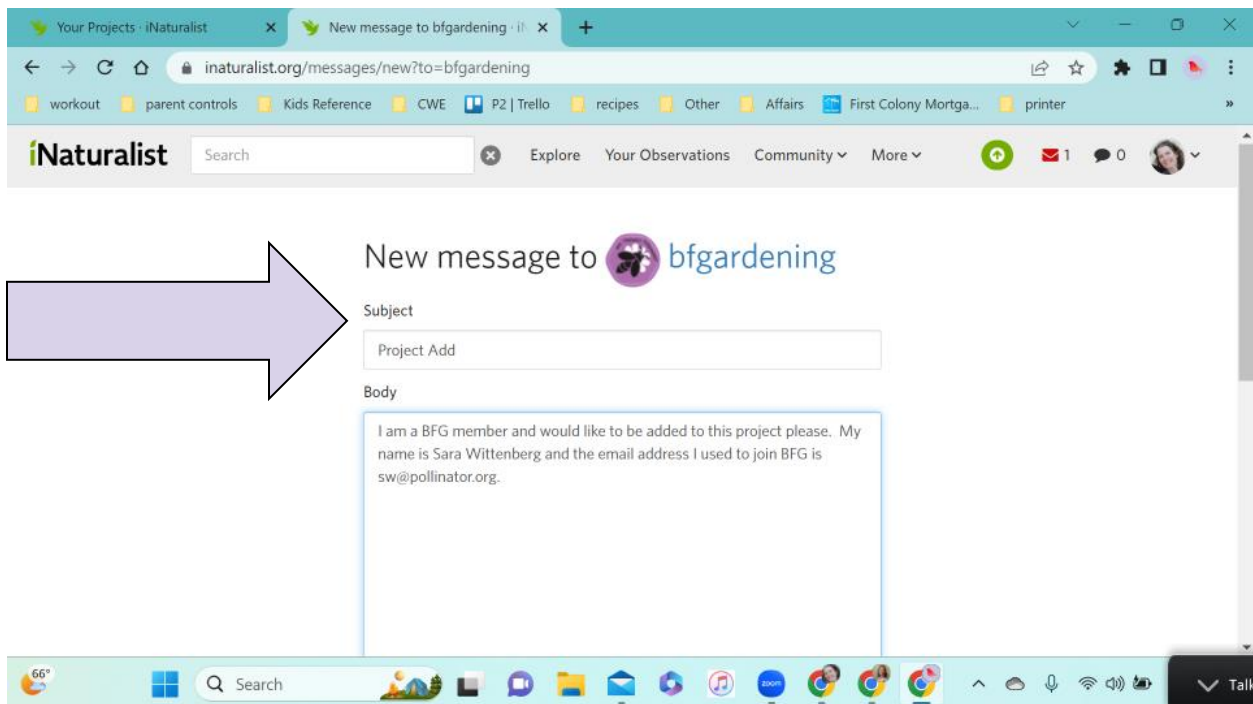 Your Projects · iNaturalist
New message to bfgardening · iN
inaturalist.org/messages/new?to=bfgardening
workout parent controls Kids Reference CWE P2 | Trello recipes Other Affairs First Colony Mortga... printer »
iNaturalist Search Explore Your Observations Community More 1 0
New message to bfgardening
Subject
Project Add
Body
I am a BFG member and would like to be added to this project please. My
name is Sara Wittenberg and the email address I used to join BFG is
sw@pollinator.org.
66° Search zoom Talk